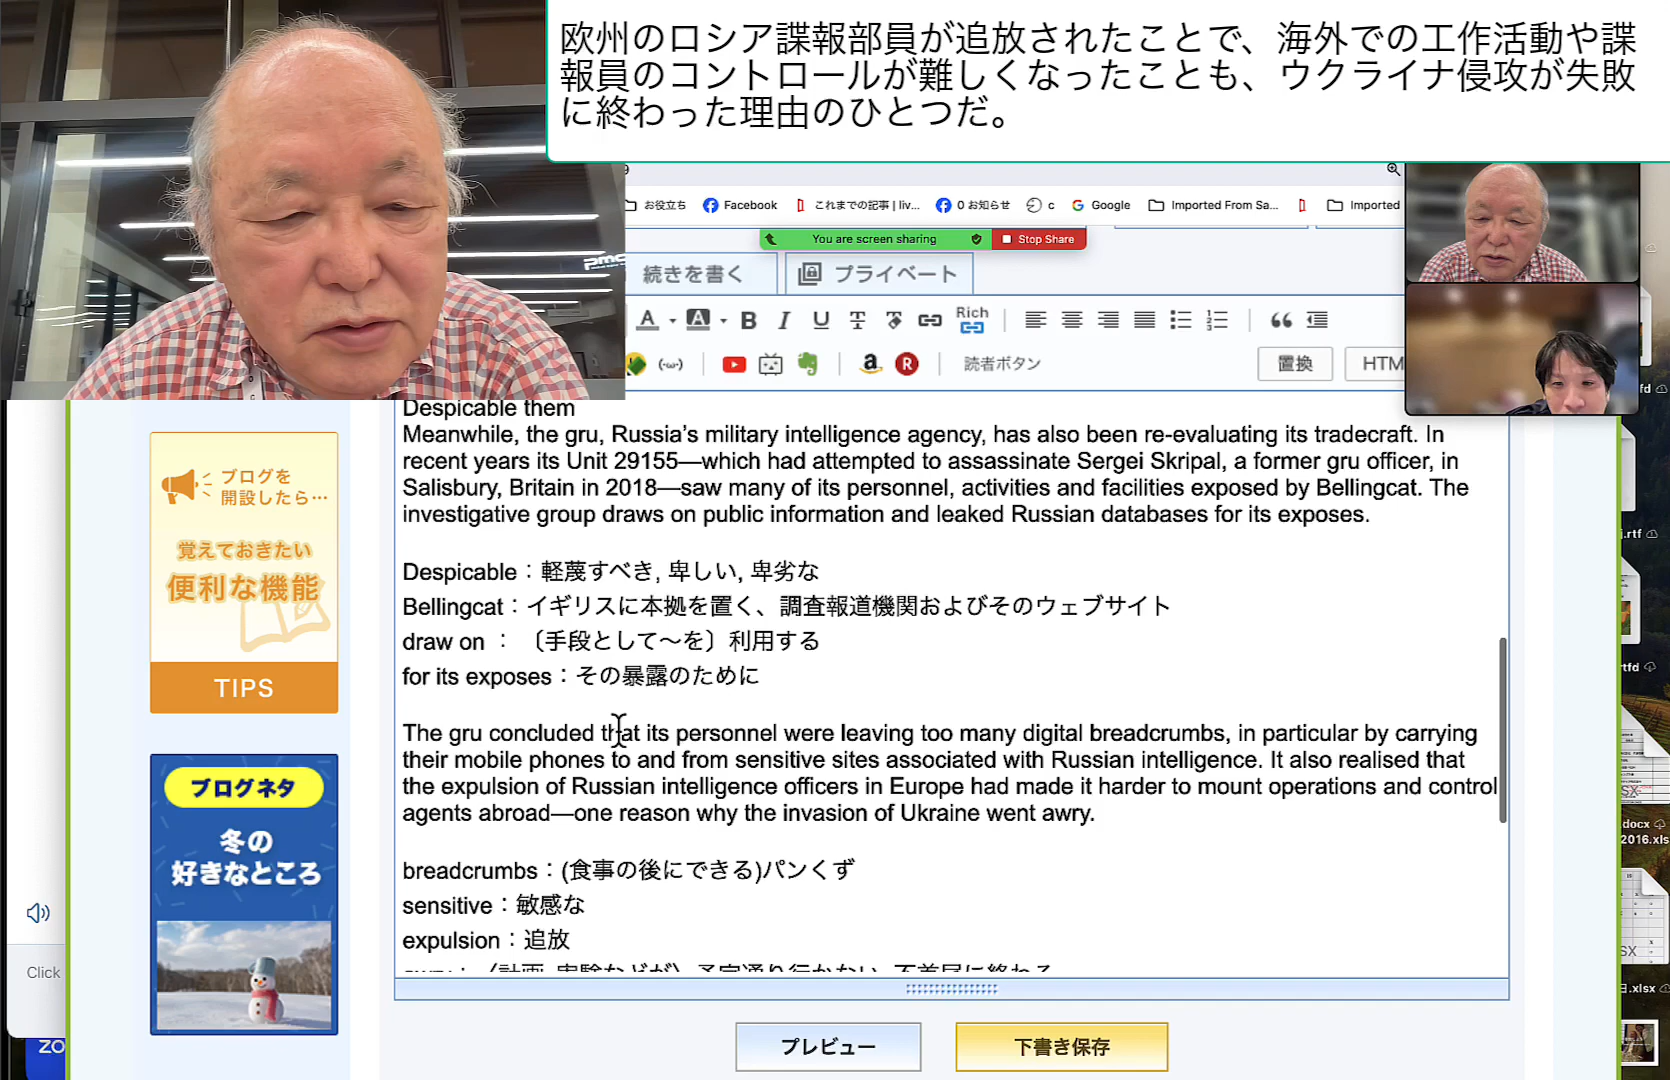 欧州のロシア諜報部員が追放されたことで、海外での工作活動や諜
報員のコントロールが難しくなったことも、ウクライナ侵攻が失敗
に終わった理由のひとつだ。
お役立ち
Facebook
これまでの記事 | liv...
0 お知らせ
c
Google
Imported From Sa...
Imported
You are screen sharing
Stop Share
続きを書く
プライベート
Rich
読者ボタン
置換
HTM
Despicable them
Meanwhile, the gru, Russia's military intelligence agency, has also been re-evaluating its tradecraft. In
recent years its Unit 29155—which had attempted to assassinate Sergei Skripal, a former gru officer, in
Salisbury, Britain in 2018—saw many of its personnel, activities and facilities exposed by Bellingcat. The
investigative group draws on public information and leaked Russian databases for its exposes.
Despicable：軽蔑すべき, 卑しい, 卑劣な
Bellingcat：イギリスに本拠を置く、調査報道機関およびそのウェブサイト
draw on ： 〔手段として〜を〕利用する
for its exposes：その暴露のために
The gru concluded that its personnel were leaving too many digital breadcrumbs, in particular by carrying
their mobile phones to and from sensitive sites associated with Russian intelligence. It also realised that
the expulsion of Russian intelligence officers in Europe had made it harder to mount operations and control
agents abroad—one reason why the invasion of Ukraine went awry.
breadcrumbs：(食事の後にできる)パンくず
sensitive：敏感な
expulsion：追放
ブログを
開設したら…
覚えておきたい
便利な機能
TIPS
ブログネタ
冬の
好きなところ
Click
zo
プレビュー
下書き保存
fd
.rtf
rtfd
SX
.docx
2016.xls
SX
日.xlsx